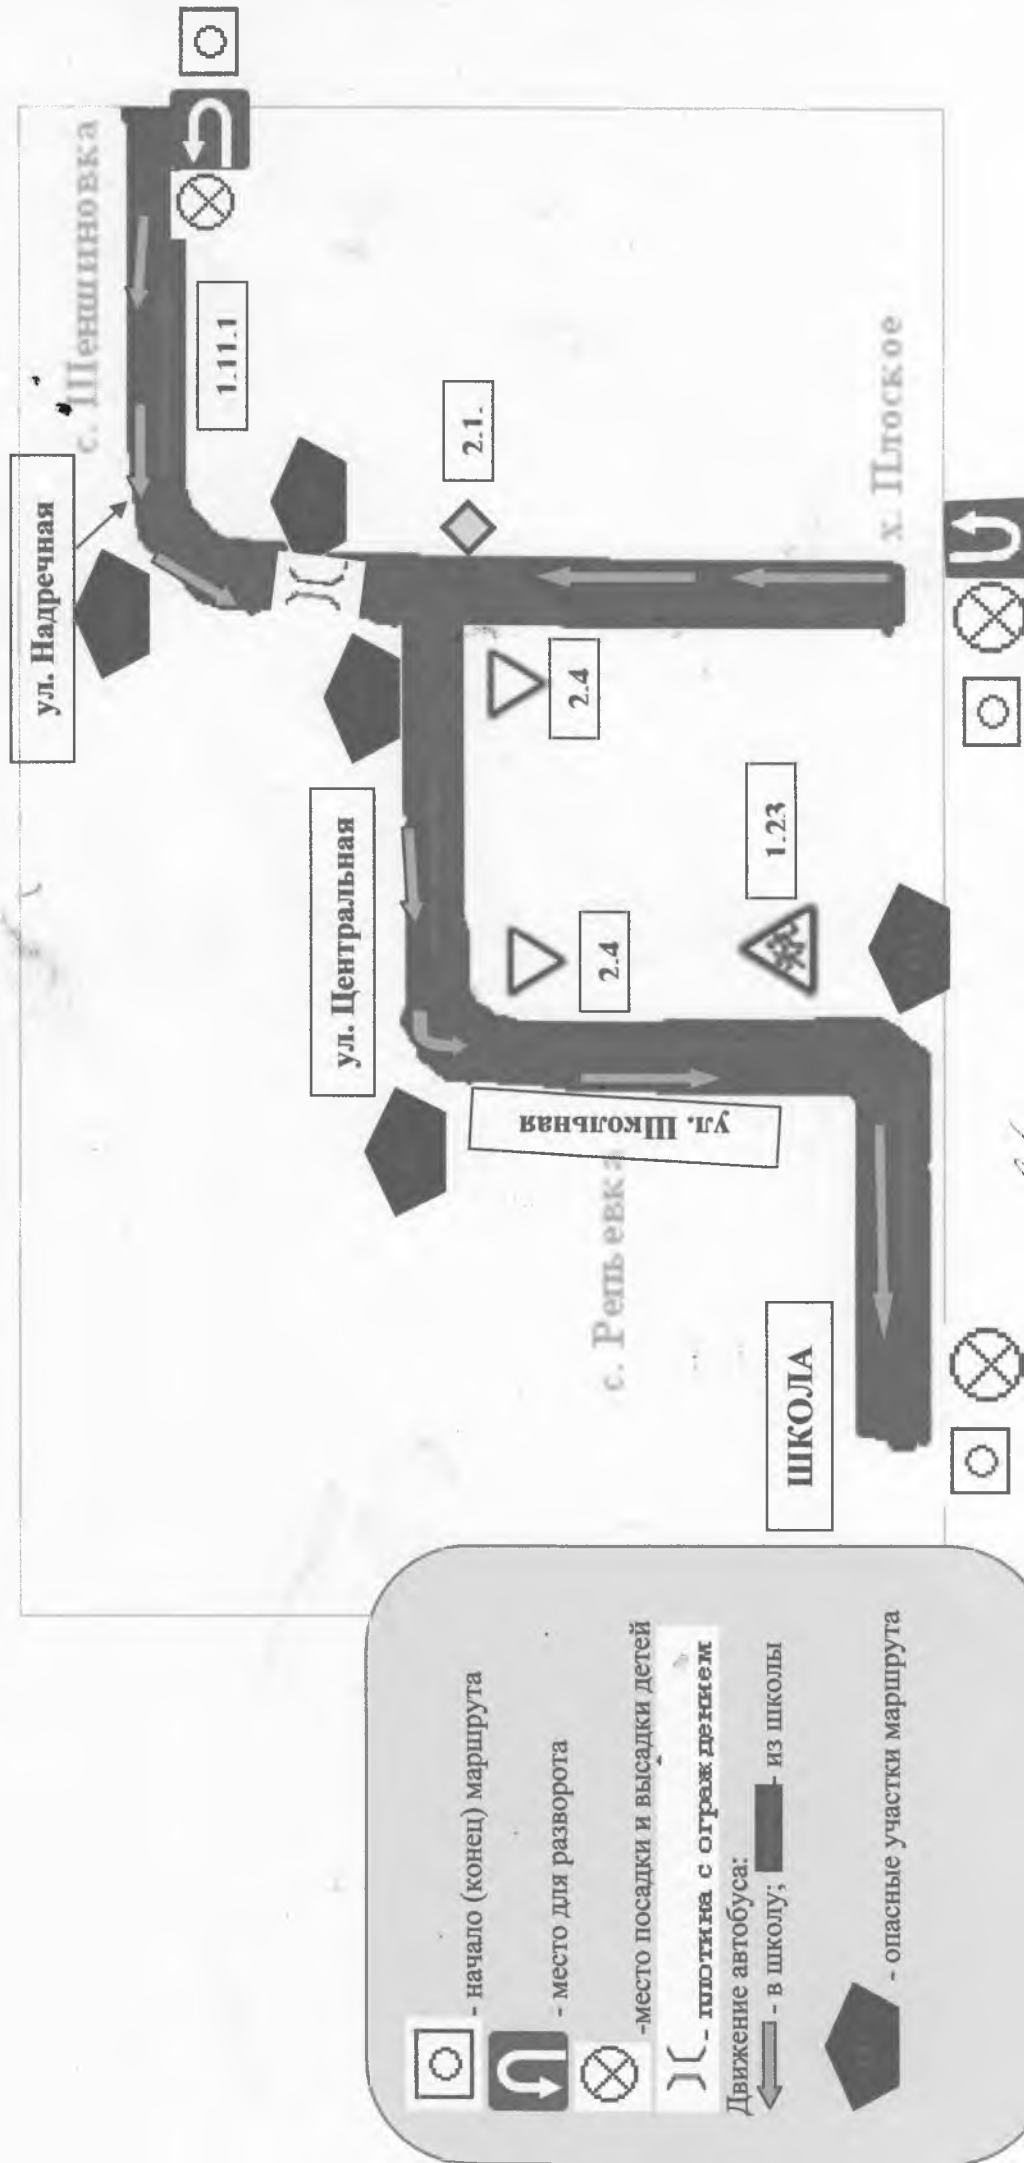 с. Шеншиновка
ул. Надречная
1.11.1
2.1.
х. Плоское
2.4
ул. Центральная
1.23
2.4
ул. Школьная
с. Репьевка
ШКОЛА
- начало (конец) маршрута
- место для разворота
-место посадки и высадки детей
- плотина с ограждением
Движение автобуса:
- в школу; - из школы
- опасные участки маршрута